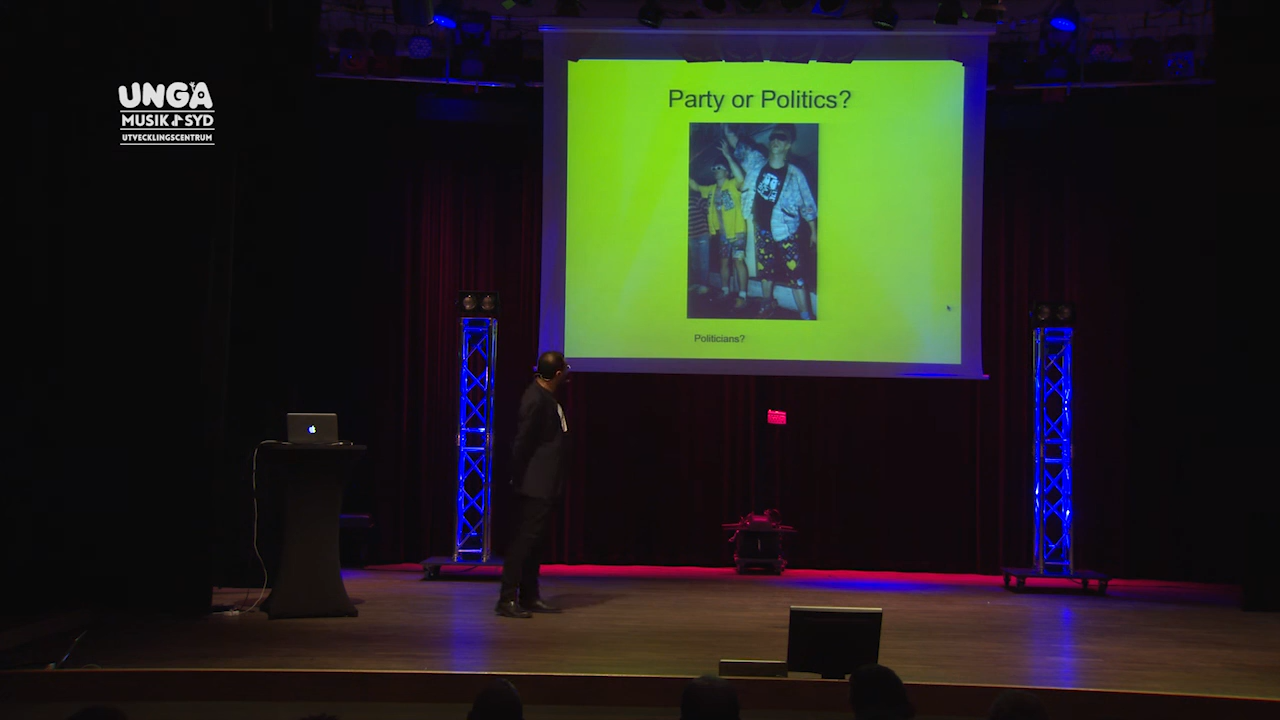 UNGA
MUSIK SYD
UTVECKLINGSCENTRUM
Party or Politics?
Politicians?